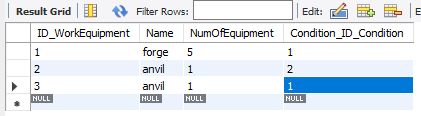 Result Grid Filter Rows: Edit:
ID_WorkEquipment Name NumOfEquipment Condition_ID_Condition
1 forge 5 1
2 anvil 1 2
3 anvil 1 1
NULL NULL NULL NULL